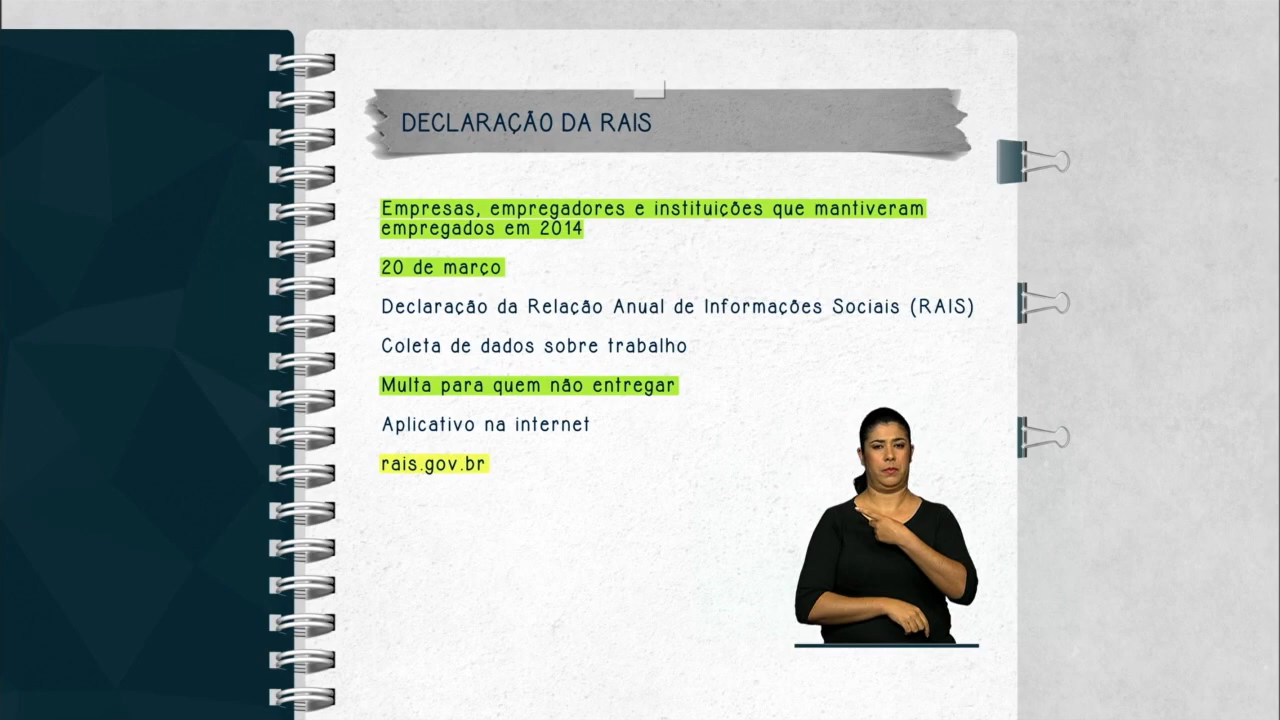 DECLARAÇÃO DA RAIS
Empresas, empregadores e instituições que mantiveram
empregados em 2014
20 de março
Declaração da Relação Anual de Informações Sociais (RAIS)
Coleta de dados sobre trabalho
Multa para quem não entregar
Aplicativo na internet
rais.gov.br